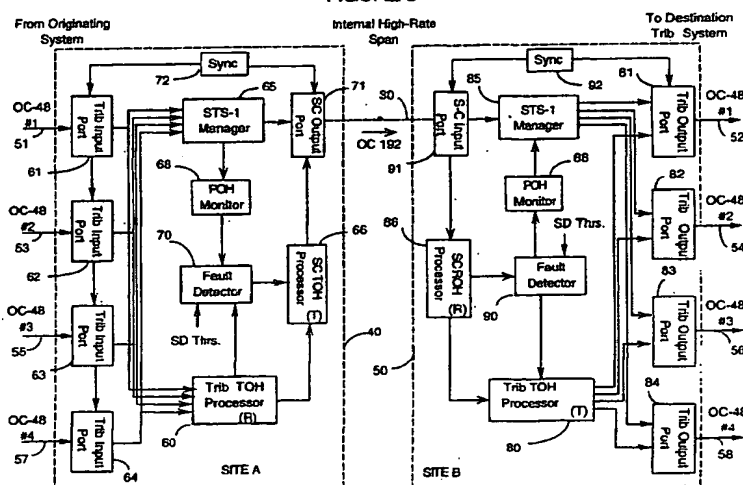 From Originating
System
Internal High-Rate
Span
To Destination
Trib System
Sync
72
65
71
OC-48
#1
51
Trib Input
Port
61
STS-1
Manager
SC Output
Port
68
POH
Monitor
OC-48
#2
53
Trib Input
Port
62
70
Fault
Detector
SD Thrs.
66
SC TOH
Processor
(T)
OC-48
#3
55
Trib Input
Port
63
40
Trib TOH
Processor
(R)
60
OC-48
#4
57
Trib Input
Port
64
SITE A
30
OC 192
Sync
92
85
81
S-C Input
Port
91
STS-1
Manager
Trib Output
Port
OC-48
#1
52
88
POH
Monitor
82
Trib Output
Port
OC-48
#2
54
86
SCROH
Processor
(R)
SD Thrs.
Fault
Detector
90
83
Trib Output
Port
OC-48
#3
56
50
Trib TOH
Processor
(T)
80
84
Trib Output
Port
OC-48
#4
58
SITE B